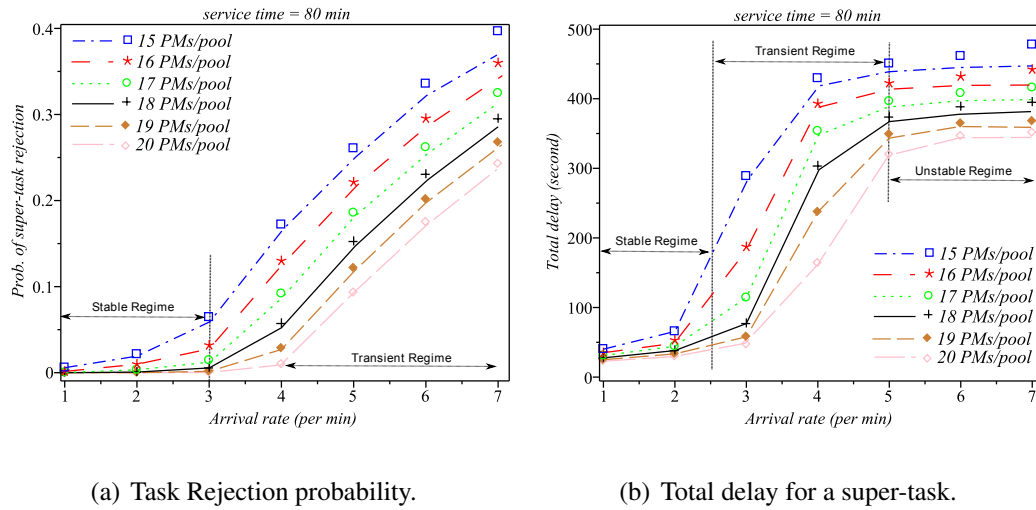 service time = 80 min
0.4
0.3
0.2
0.1
0
Prob. of super-task rejection
15 PMs/pool
16 PMs/pool
17 PMs/pool
18 PMs/pool
19 PMs/pool
20 PMs/pool
Stable Regime
Transient Regime
1 2 3 4 5 6 7
Arrival rate (per min)
(a) Task Rejection probability.
service time = 80 min
500
400
300
200
100
0
Total delay (second)
Transient Regime
Unstable Regime
Stable Regime
15 PMs/pool
16 PMs/pool
17 PMs/pool
18 PMs/pool
19 PMs/pool
20 PMs/pool
1 2 3 4 5 6 7
Arrival rate (per min)
(b) Total delay for a super-task.